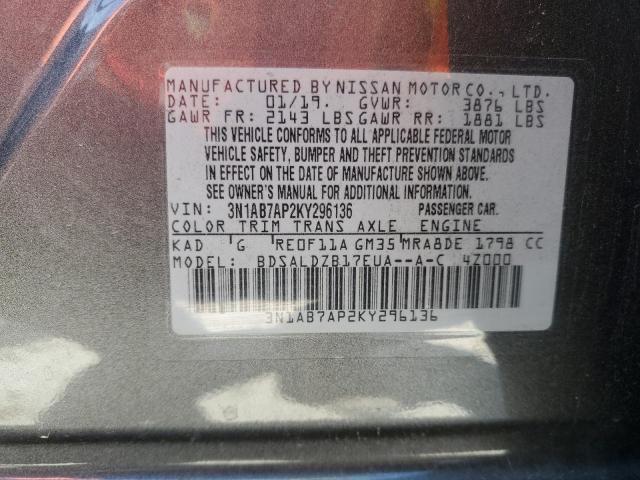 MANUFACTURED BY NISSAN MOTOR CO., LTD.
DATE: 01/19. GVWR: 3876 LBS
GAWR FR: 2143 LBS GAWR RR: 1881 LBS
THIS VEHICLE CONFORMS TO ALL APPLICABLE FEDERAL MOTOR
VEHICLE SAFETY, BUMPER AND THEFT PREVENTION STANDARDS
IN EFFECT ON THE DATE OF MANUFACTURE SHOWN ABOVE.
SEE OWNER'S MANUAL FOR ADDITIONAL INFORMATION.
VIN: 3N1AB7AP2KY296136 PASSENGER CAR.
COLOR TRIM TRANS AXLE ENGINE
KAD G RE0F11A GM35 MRA8DE 1798 CC
MODEL: BDSALDZB17EUA--A-C 4Z000
3N1AB7AP2KY296136